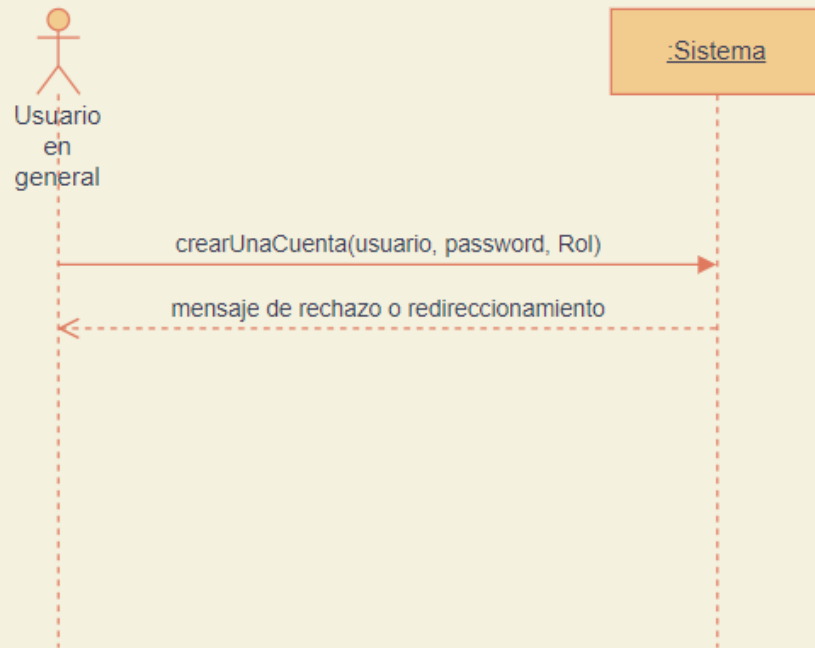 :Sistema
Usuario
en
general
crearUnaCuenta(usuario, password, Rol)
mensaje de rechazo o redireccionamiento